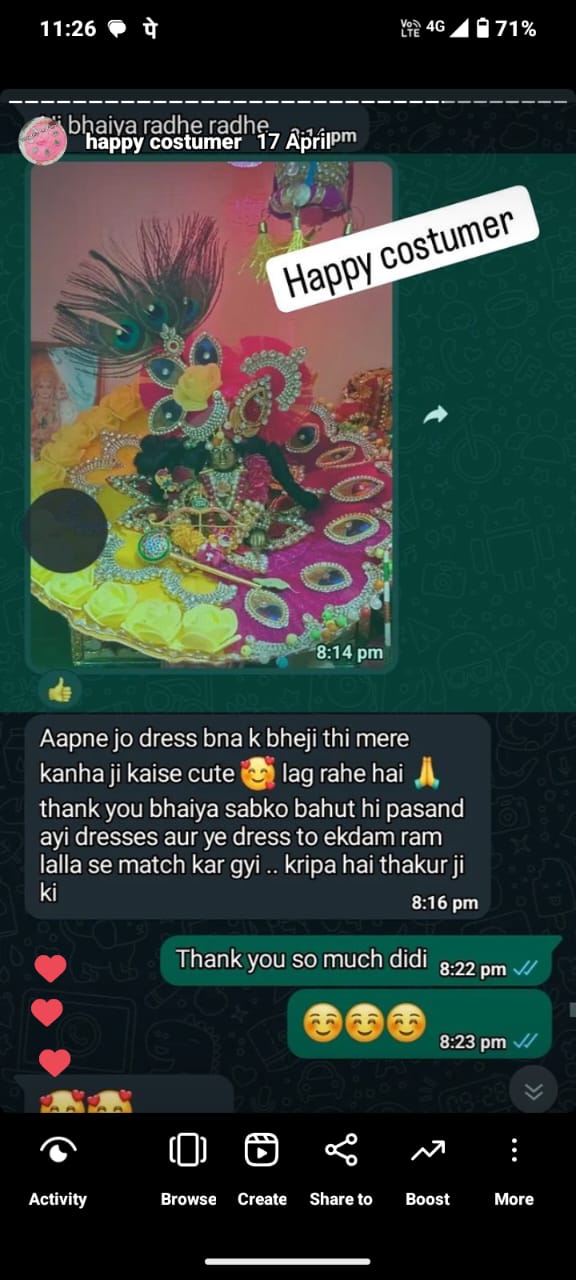 11:26 पे Vo LTE 4G 71%
bhaiya radhe radhe
happy costumer 17 April pm
Happy costumer
8:14 pm
Aapne jo dress bna k bheji thi mere
kanha ji kaise cute 🥰 lag rahe hai 🙏
thank you bhaiya sabko bahut hi pasand
ayi dresses aur ye dress to ekdam ram
lalla se match kar gyi .. kripa hai thakur ji
ki
8:16 pm
Thank you so much didi 8:22 pm
☺️☺️☺️ 8:23 pm
Activity Browse Create Share to Boost More